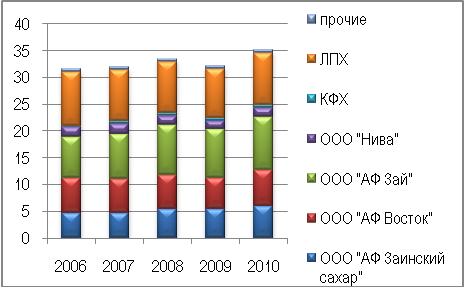 40
35
30
25
20
15
10
5
0
2006 2007 2008 2009 2010
прочие
ЛПХ
КФХ
ООО "Нива"
ООО "АФ Зай"
ООО "АФ Восток"
ООО "АФ Заинский
сахар"